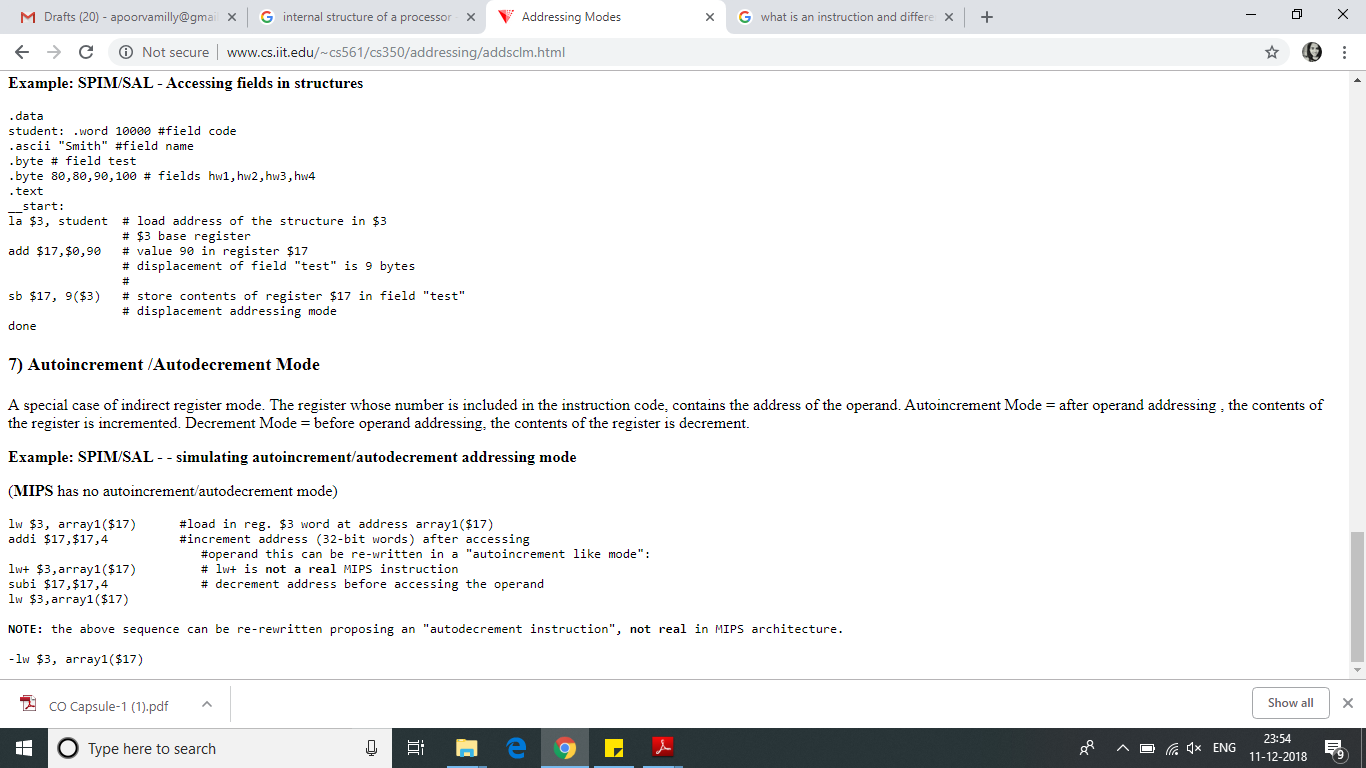 Drafts (20) - apoorvamilly@gmai
internal structure of a processor
Addressing Modes
what is an instruction and differe
Not secure | www.cs.iit.edu/~cs561/cs350/addressing/addsclm.html
Example: SPIM/SAL - Accessing fields in structures
.data
student: .word 10000 #field code
.ascii "Smith" #field name
.byte # field test
.byte 80,80,90,100 # fields hw1,hw2,hw3,hw4
.text
__start:
la $3, student # load address of the structure in $3
# $3 base register
add $17,$0,90 # value 90 in register $17
# displacement of field "test" is 9 bytes
#
sb $17, 9($3) # store contents of register $17 in field "test"
# displacement addressing mode
done
7) Autoincrement /Autodecrement Mode
A special case of indirect register mode. The register whose number is included in the instruction code, contains the address of the operand. Autoincrement Mode = after operand addressing , the contents of
the register is incremented. Decrement Mode = before operand addressing, the contents of the register is decrement.
Example: SPIM/SAL - - simulating autoincrement/autodecrement addressing mode
(MIPS has no autoincrement/autodecrement mode)
lw $3, array1($17) #load in reg. $3 word at address array1($17)
addi $17,$17,4 #increment address (32-bit words) after accessing
#operand this can be re-written in a "autoincrement like mode":
lw+ $3,array1($17) # lw+ is not a real MIPS instruction
subi $17,$17,4 # decrement address before accessing the operand
lw $3,array1($17)
NOTE: the above sequence can be re-rewritten proposing an "autodecrement instruction", not real in MIPS architecture.
-lw $3, array1($17)
CO Capsule-1 (1).pdf
Show all
Type here to search
ENG
23:54
11-12-2018
9